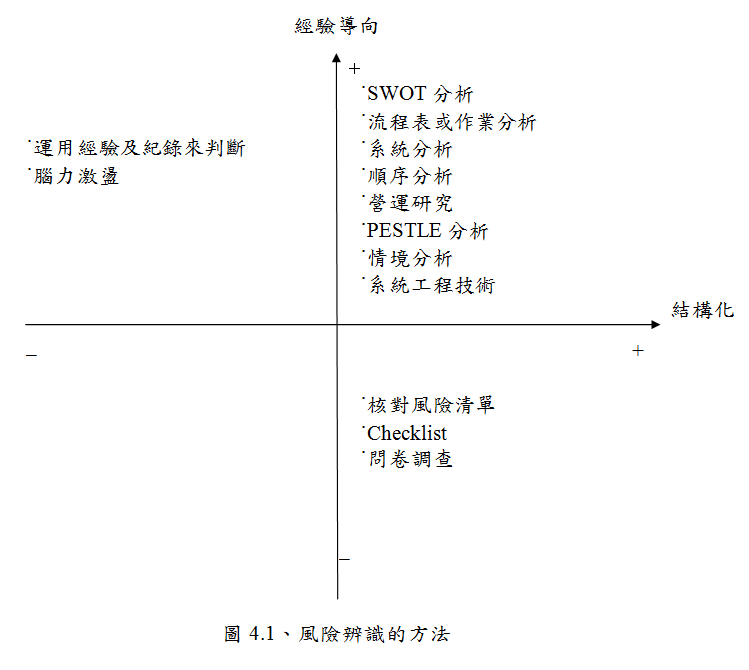 經驗導向
+
˙SWOT 分析
˙流程表或作業分析
˙系統分析
˙順序分析
˙營運研究
˙PESTLE 分析
˙情境分析
˙系統工程技術
˙運用經驗及紀錄來判斷
˙腦力激盪
結構化
–
+
˙核對風險清單
˙Checklist
˙問卷調查
–
圖 4.1、風險辨識的方法